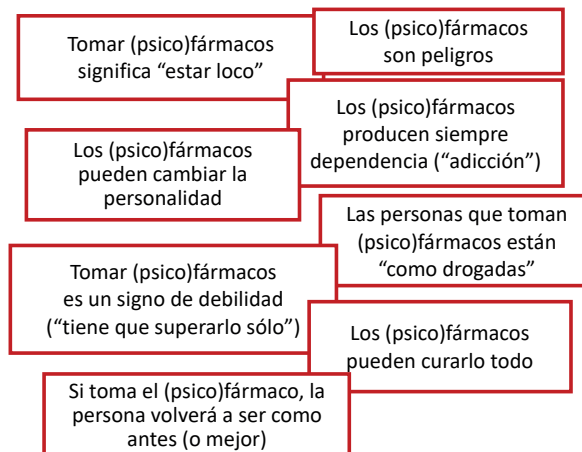 Tomar (psico)fármacos
significa “estar loco”
Los (psico)fármacos
son peligros
Los (psico)fármacos
producen siempre
dependencia (“adicción”)
Los (psico)fármacos
pueden cambiar la
personalidad
Las personas que toman
(psico)fármacos están
“como drogadas”
Tomar (psico)fármacos
es un signo de debilidad
(“tiene que superarlo sólo”)
Los (psico)fármacos
pueden curarlo todo
Si toma el (psico)fármaco, la
persona volverá a ser como
antes (o mejor)